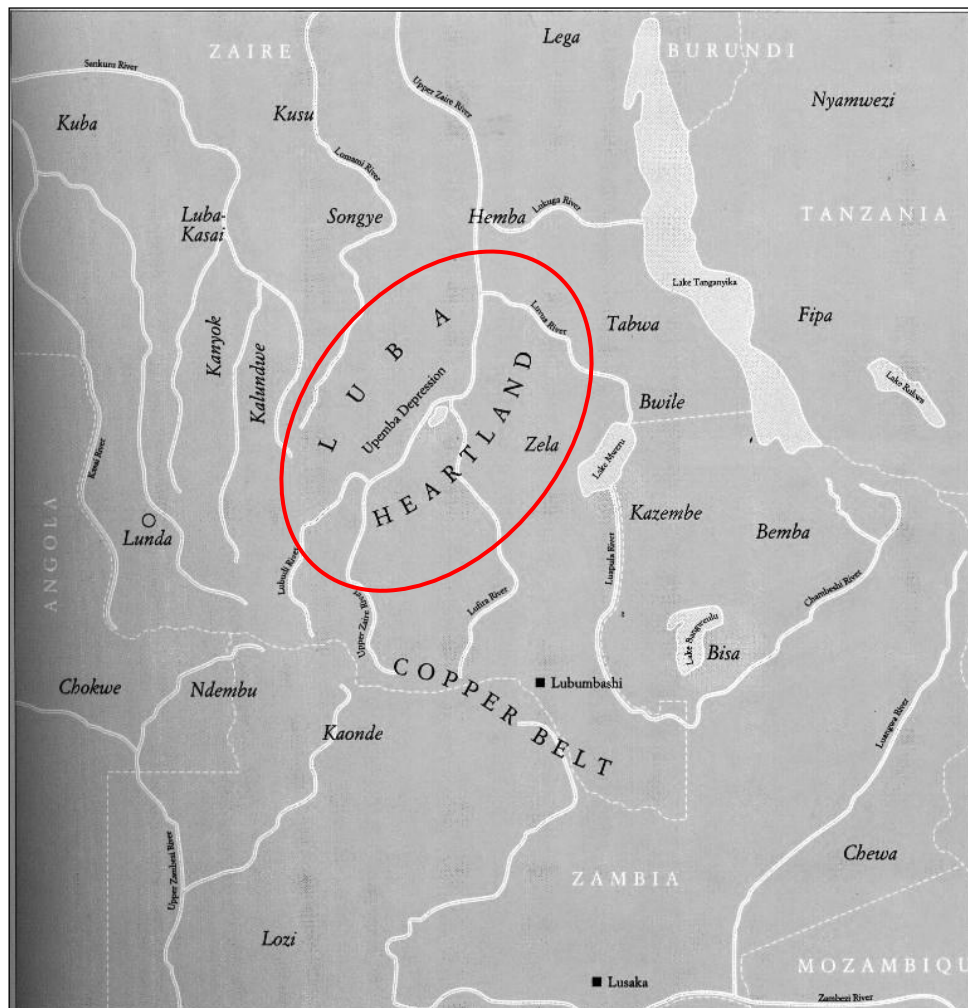 Lega
ZAIRE
BURUNDI
Sankuru River
Upper Zaire River
Nyamwezi
Kusu
Kuba
Lomami River
Luba-
Kasai
Songye
Hemba
Lukuga River
TANZANIA
Lake Tanganyika
LUBA
Luvua River
Tabwa
Fipa
Kanyok
Kalundwe
Upemba Depression
HEARTLAND
Lake Rukwa
Bwile
Zela
Lake Mweru
Kasai River
Kazembe
Bemba
Lunda
ANGOLA
Lubudi River
Luapula River
Chambeshi River
Upper Zaire River
Lufira River
Lake Bangweulu
Bisa
COPPER BELT
Lubumbashi
Chokwe
Ndembu
Kaonde
Luangwa River
Upper Zambezi River
Chewa
ZAMBIA
Lozi
MOZAMBIQU
Lusaka
Zambezi River